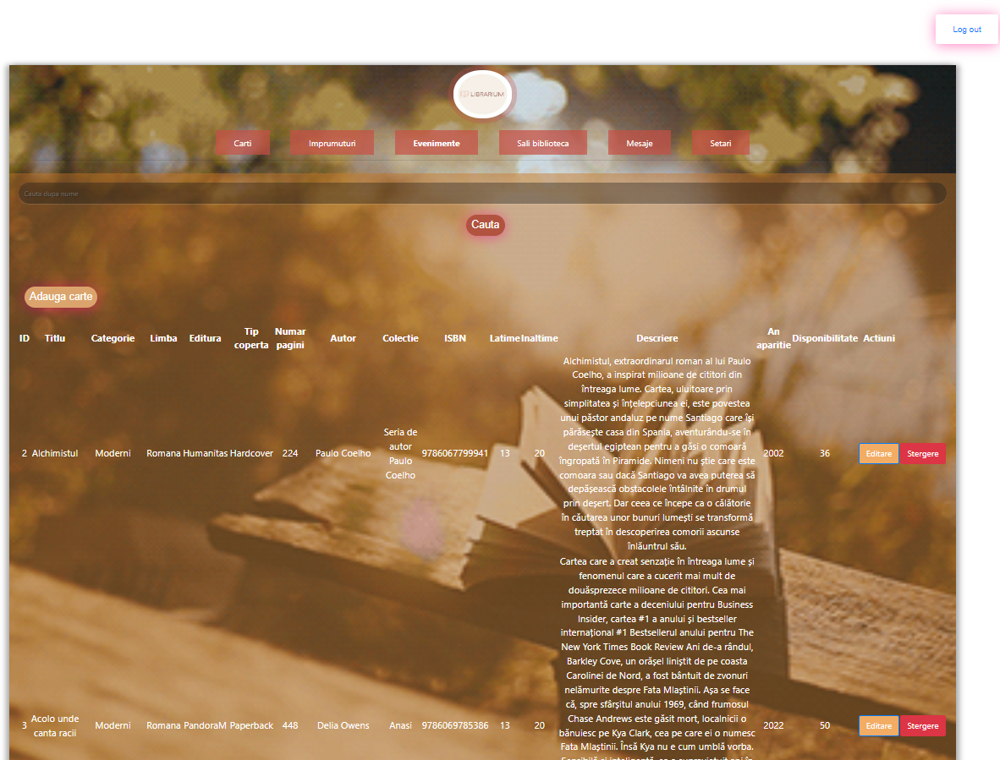 Log out
LIBRARIUM
Carti Imprumuturi Evenimente Sali biblioteca Mesaje Setari
Cauta dupa nume
Cauta
Adauga carte
ID Titlu Categorie Limba Editura Tip coperta Numar pagini Autor Colectie ISBN Latime Inaltime Descriere An aparitie Disponibilitate Actiuni
2 Alchimistul Moderni Romana Humanitas Hardcover 224 Paulo Coelho
Seria de
autor
Paulo
Coelho
9786067799941 13 20
Alchimistul, extraordinarul roman al lui Paulo
Coelho, a inspirat milioane de cititori din
întreaga lume. Cartea, uluitoare prin
simplitatea și înțelepciunea ei, este povestea
unui păstor andaluz pe nume Santiago care își
părăsește casa din Spania, aventurându-se în
deșertul egiptean pentru a găsi o comoară
îngropată în Piramide. Nimeni nu știe care este
comoara sau dacă Santiago va avea puterea să
depășească obstacolele întâlnite în drumul
prin deșert. Dar ceea ce începe ca o călătorie
în căutarea unor bunuri lumești se transformă
treptat în descoperirea comorii ascunse
înlăuntrul său.
2002 36 Editare Stergere
3 Acolo unde
canta racii
Moderni Romana PandoraM Paperback 448 Delia Owens Anasi 9786069785386 13 20
Cartea care a creat senzație în întreaga lume și
fenomenul care a cucerit mai mult de
douăsprezece milioane de cititori. Cea mai
importantă carte a deceniului pentru Business
Insider, cartea #1 a anului și bestseller
internațional #1 Bestsellerul anului pentru The
New York Times Book Review Ani de-a rândul,
Barkley Cove, un orășel liniștit de pe coasta
Carolinei de Nord, a fost bântuit de zvonuri
nelămurite despre Fata Mlaștinii. Așa se face
că, spre sfârșitul anului 1969, când frumosul
Chase Andrews este găsit mort, localnicii o
bănuiesc pe Kya Clark, cea pe care ei o numesc
Fata Mlaștinii. Însă Kya nu e cum umblă vorba.
2022 50 Editare Stergere